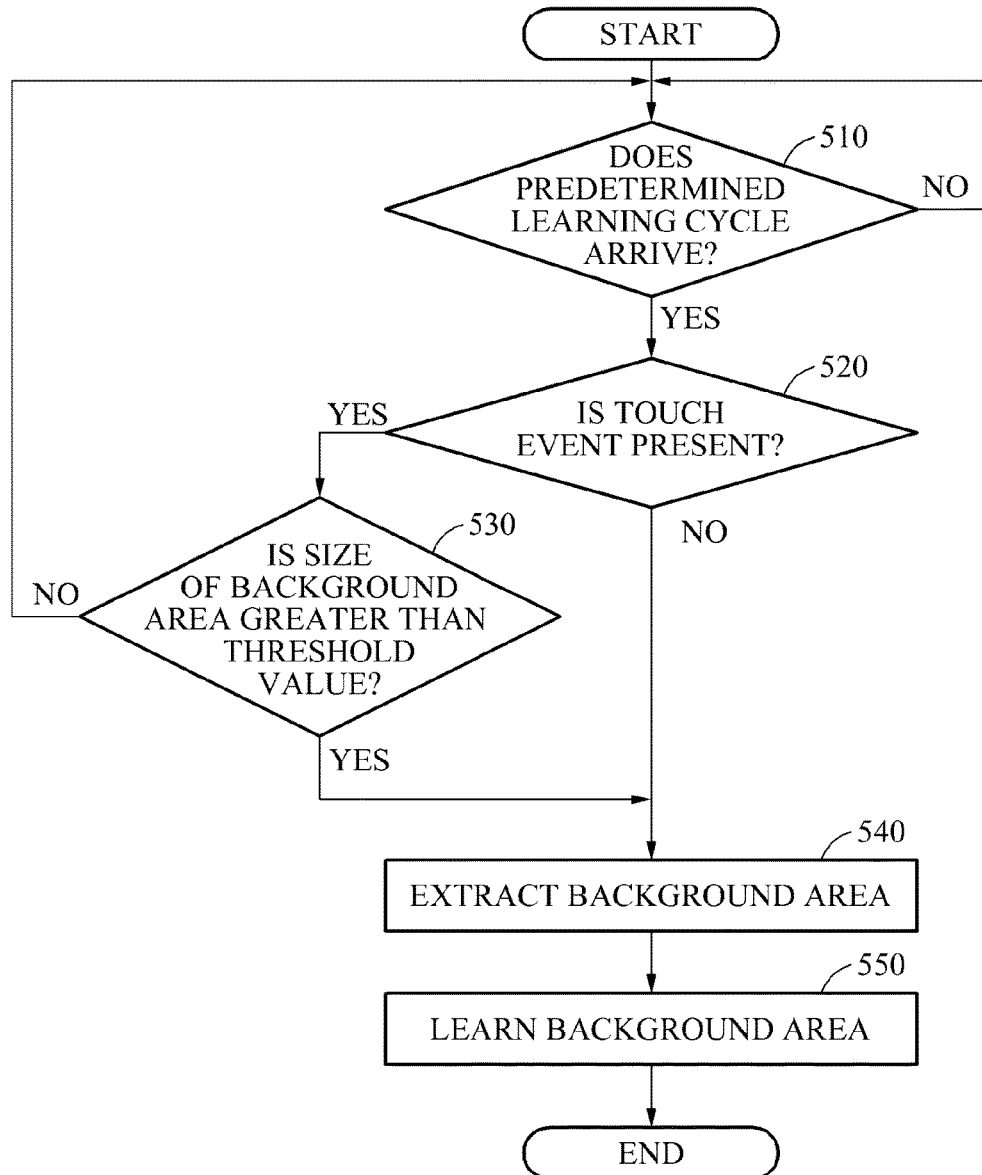 START
510
DOES
PREDETERMINED
LEARNING CYCLE
ARRIVE?
NO
YES
520
IS TOUCH
EVENT PRESENT?
YES
NO
530
IS SIZE
OF BACKGROUND
AREA GREATER THAN
THRESHOLD
VALUE?
NO
YES
540
EXTRACT BACKGROUND AREA
550
LEARN BACKGROUND AREA
END